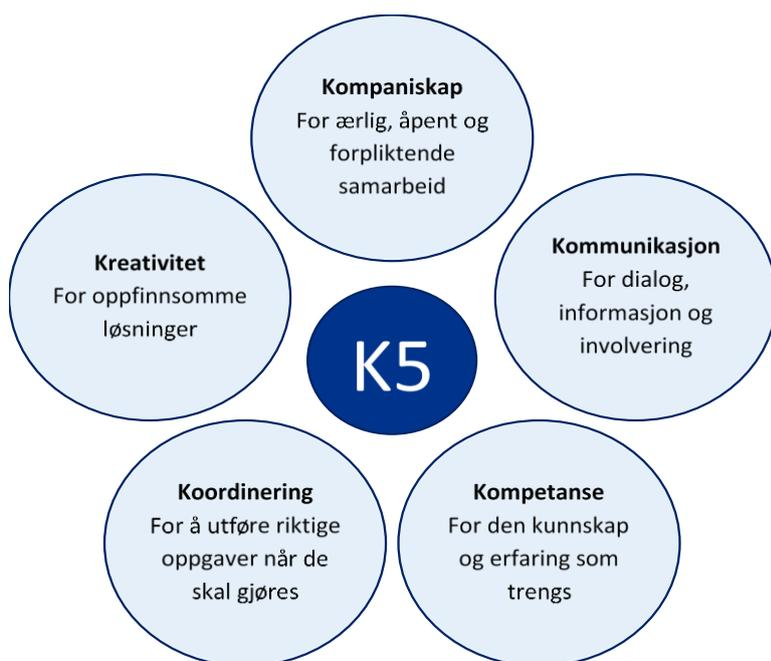 Kompaniskap
For ærlig, åpent og
forpliktende
samarbeid
Kreativitet
For oppfinnsomme
løsninger
Kommunikasjon
For dialog,
informasjon og
involvering
K5
Koordinering
For å utføre riktige
oppgaver når de
skal gjøres
Kompetanse
For den kunnskap
og erfaring som
trengs